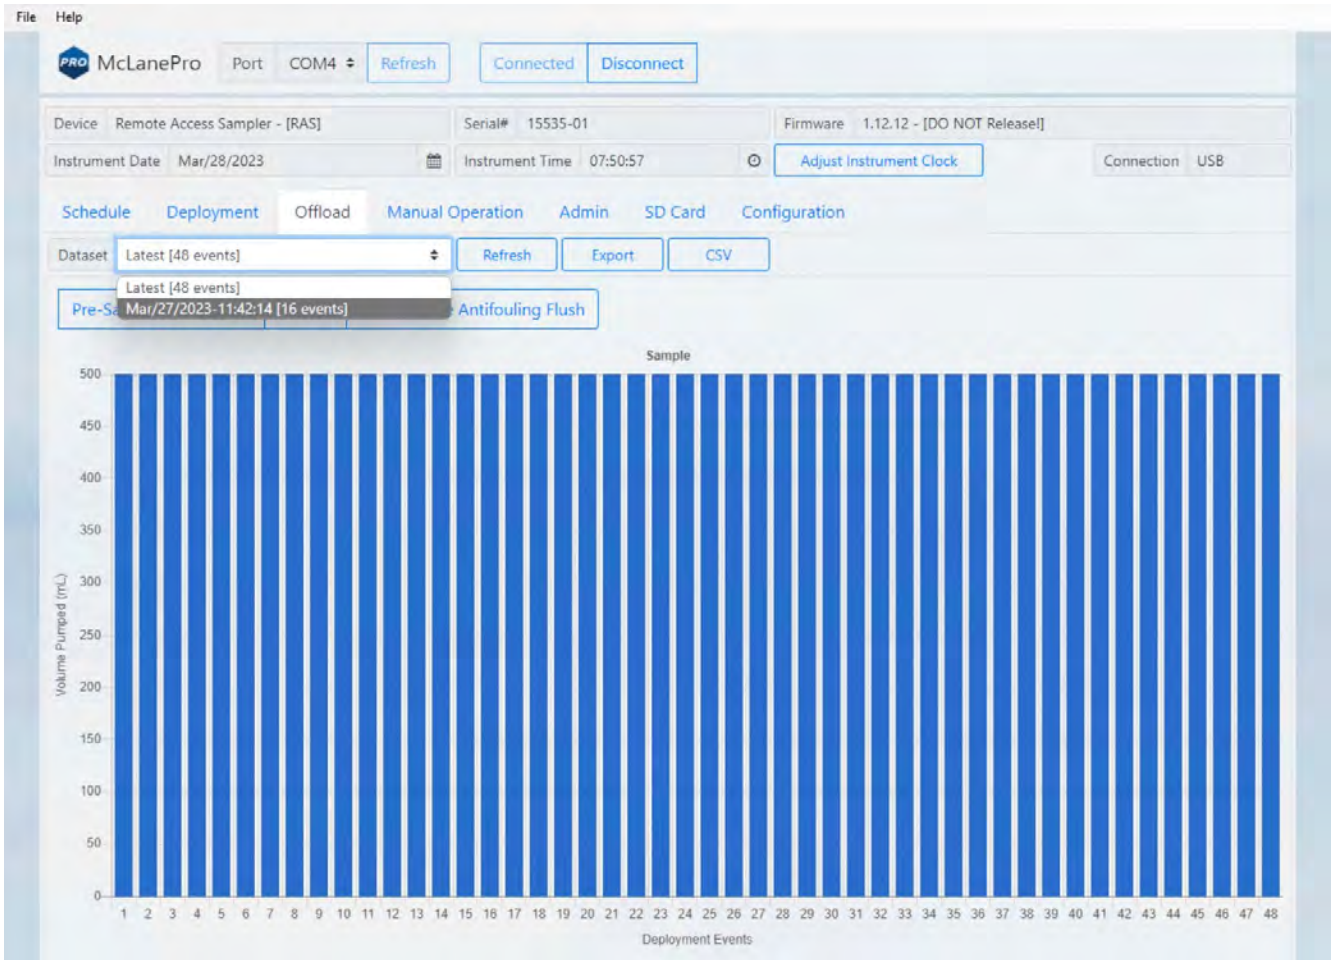 File Help
PRO McLanePro Port COM4 Refresh Connected Disconnect
Device Remote Access Sampler - [RAS] Serial# 15535-01 Firmware 1.12.12 - [DO NOT Release!]
Instrument Date Mar/28/2023 Instrument Time 07:50:57 Adjust Instrument Clock Connection USB
Schedule Deployment Offload Manual Operation Admin SD Card Configuration
Dataset Latest [48 events] Refresh Export CSV
Latest [48 events]
Mar/27/2023-11:42:14 [16 events]
Antifouling Flush
Sample
500
450
400
350
300
250
200
150
100
50
0
Volume Pumped (mL)
1 2 3 4 5 6 7 8 9 10 11 12 13 14 15 16 17 18 19 20 21 22 23 24 25 26 27 28 29 30 31 32 33 34 35 36 37 38 39 40 41 42 43 44 45 46 47 48
Deployment Events